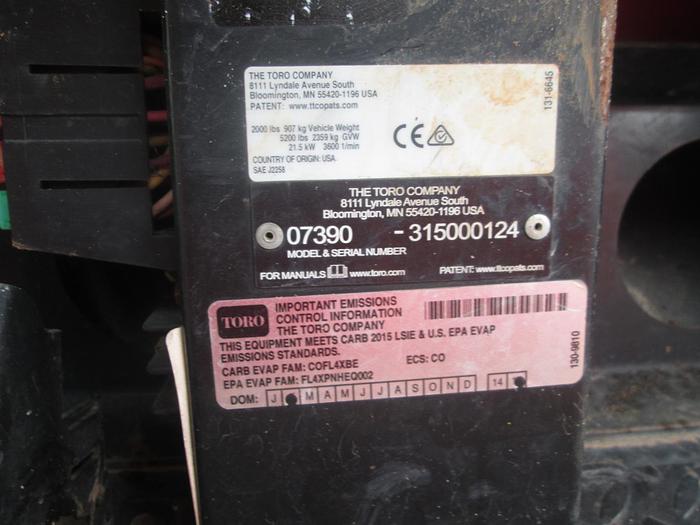 THE TORO COMPANY
8111 Lyndale Avenue South
Bloomington, MN 55420-1196 USA
PATENT: www.ttcopats.com
2000 lbs 907 kg Vehicle Weight
5200 lbs 2359 kg GVW
21.5 kW 3600 1/min
COUNTRY OF ORIGIN: USA
SAE J2258
CE
131-6645
THE TORO COMPANY
8111 Lyndale Avenue South
Bloomington, MN 55420-1196 USA
07390 - 315000124
MODEL & SERIAL NUMBER
FOR MANUALS www.toro.com PATENT: www.ttcopats.com
TORO
IMPORTANT EMISSIONS
CONTROL INFORMATION
THE TORO COMPANY
THIS EQUIPMENT MEETS CARB 2015 LSIE & U.S. EPA EVAP
EMISSIONS STANDARDS.
CARB EVAP FAM: COFL4XBE ECS: CO
EPA EVAP FAM: FL4XPNHEQ002
DOM: J M A M J J A S O N D 14
130-9810